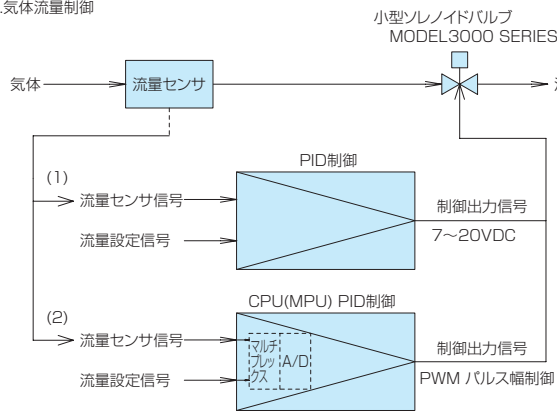 .気体流量制御
小型ソレノイドバルブ
MODEL3000 SERIES
気体
流量センサ
PID制御
(1)
流量センサ信号
流量設定信号
制御出力信号
7〜20VDC
CPU(MPU) PID制御
(2)
流量センサ信号
流量設定信号
マルチ
プレッ
クス
A/D
制御出力信号
PWM パルス幅制御